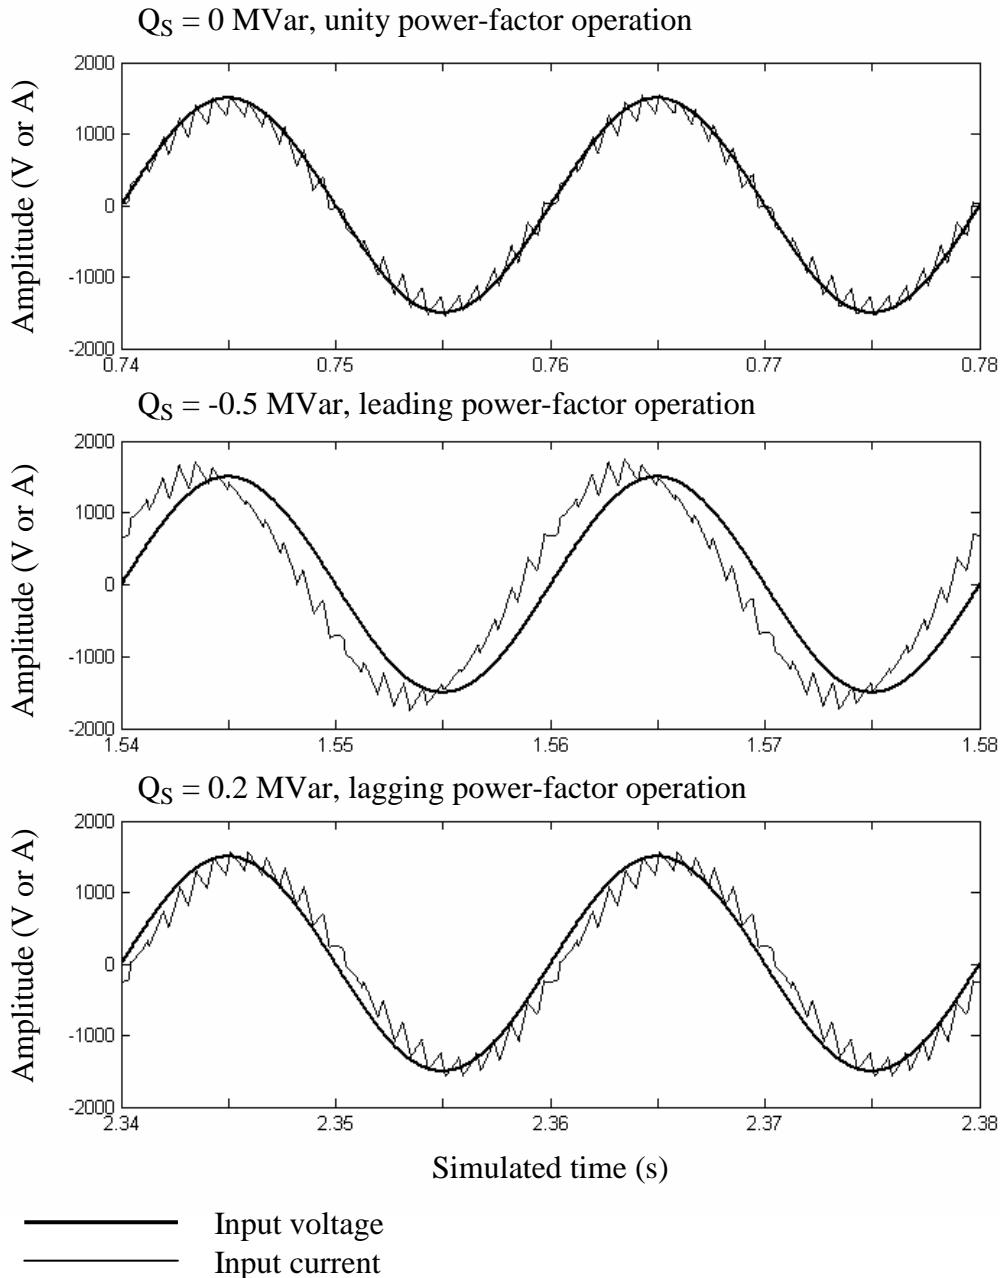 Q_S = 0 MVar, unity power-factor operation
Amplitude (V or A)
2000
1000
0
-1000
-2000
0.74 0.75 0.76 0.77 0.78
Q_S = -0.5 MVar, leading power-factor operation
Amplitude (V or A)
2000
1000
0
-1000
-2000
1.54 1.55 1.56 1.57 1.58
Q_S = 0.2 MVar, lagging power-factor operation
Amplitude (V or A)
2000
1000
0
-1000
-2000
2.34 2.35 2.36 2.37 2.38
Simulated time (s)
Input voltage
Input current